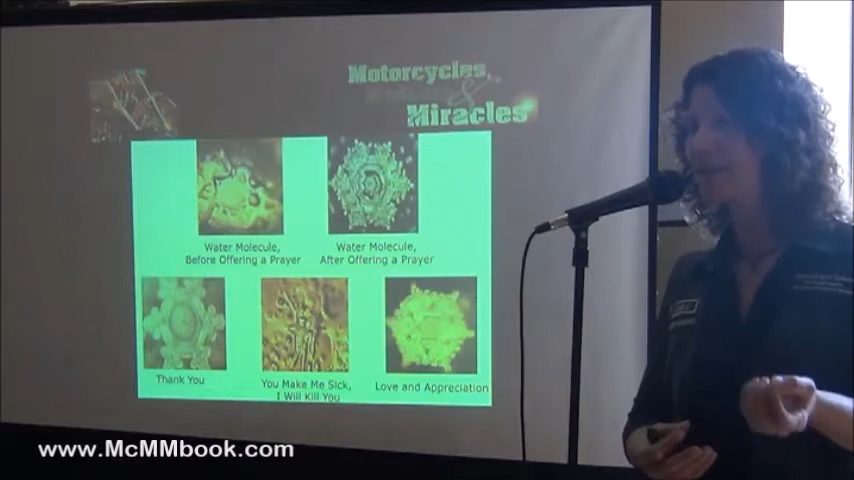 Motorcycles,
&
Miracles
Water Molecule,
Before Offering a Prayer
Water Molecule,
After Offering a Prayer
Thank You
You Make Me Sick,
I Will Kill You
Love and Appreciation
www.McMMbook.com